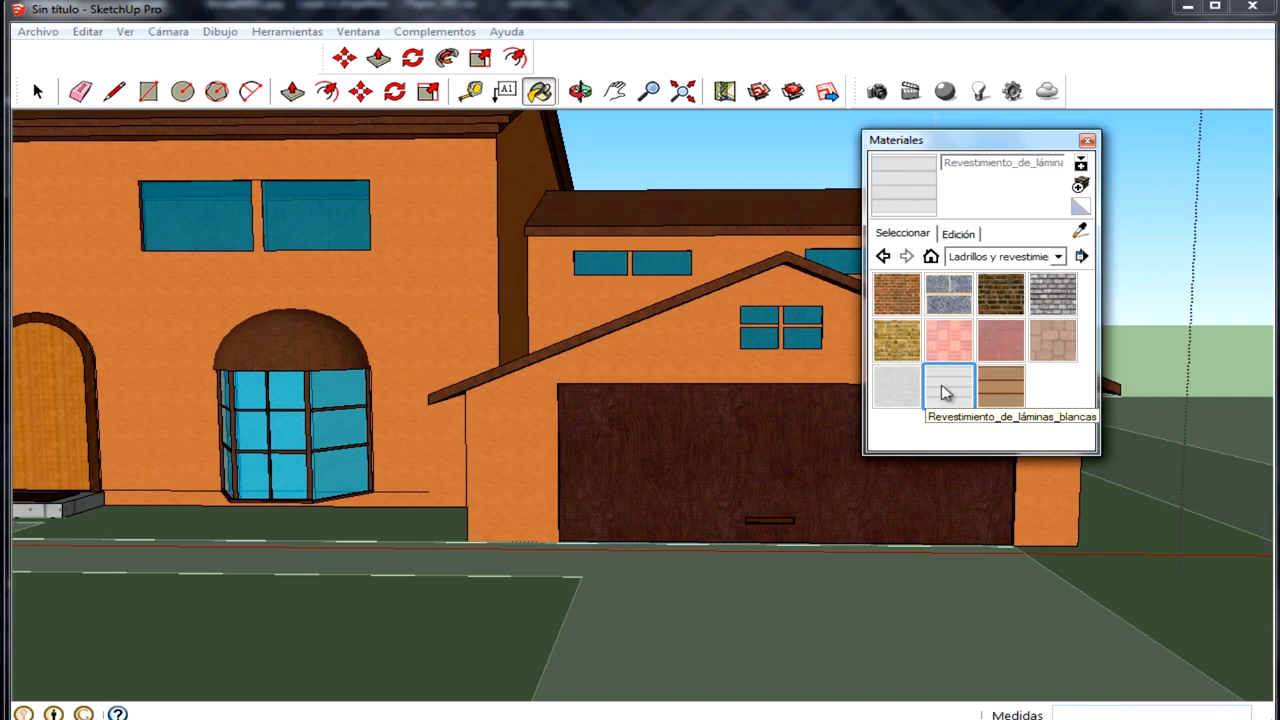 Sin título - SketchUp Pro
Archivo Editar Ver Cámara Dibujo Herramientas Ventana Complementos Ayuda
A1
Materiales
Revestimiento_de_lámina
Seleccionar Edición
Ladrillos y revestimie
Revestimiento_de_láminas_blancas
Medidas